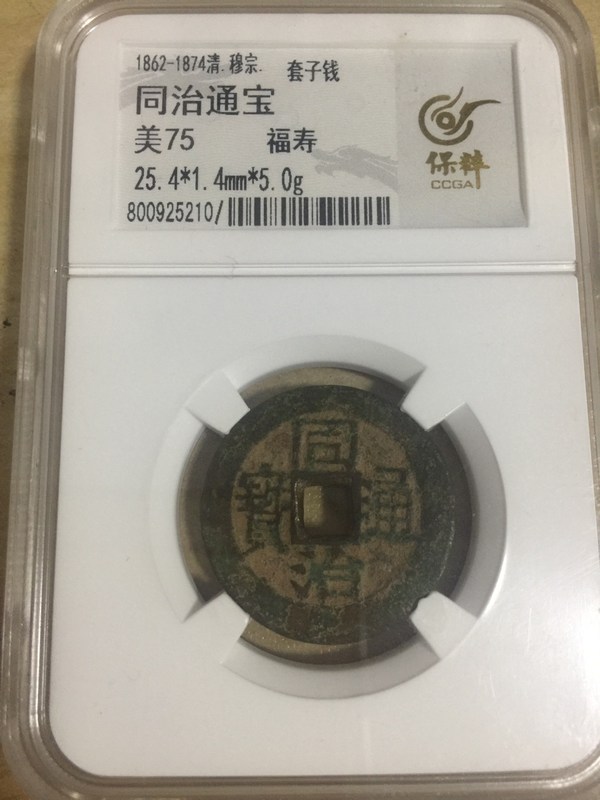 1862-1874清.穆宗. 套子钱
同治通宝
美75 福寿
25.4*1.4mm*5.0g
800925210/
保粹
CCGA
同治通寳